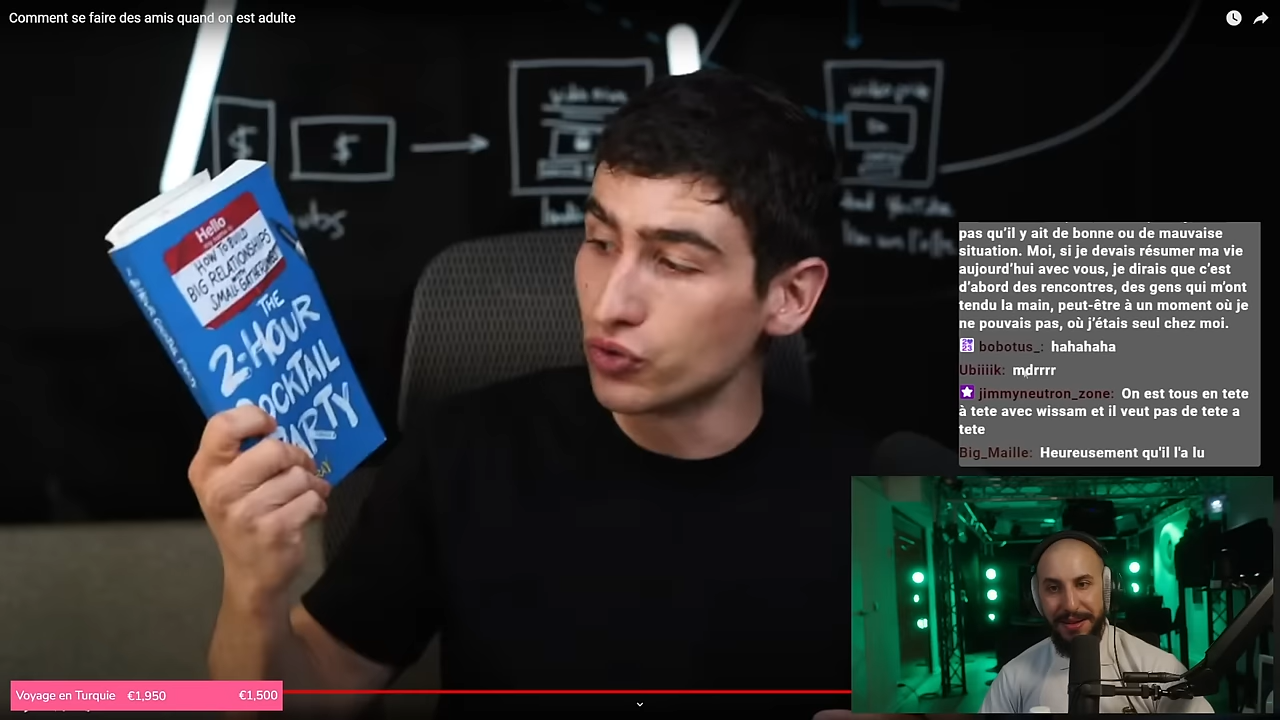 Comment se faire des amis quand on est adulte
$
$
Hello
HOW TO BUILD
BIG RELATIONSHIPS
SMALL GATHERINGS
THE
2-HOUR
COCKTAIL
PARTY
pas qu'il y ait de bonne ou de mauvaise
situation. Moi, si je devais résumer ma vie
aujourd'hui avec vous, je dirais que c'est
d'abord des rencontres, des gens qui m'ont
tendu la main, peut-être à un moment où je
ne pouvais pas, où j'étais seul chez moi.
bobotus_: hahahaha
Ubiiiik: mdrrrr
jimmyneutron_zone: On est tous en tete
à tete avec wissam et il veut pas de tete a
tete
Big_Maille: Heureusement qu'il l'a lu
Voyage en Turquie €1,950 €1,500